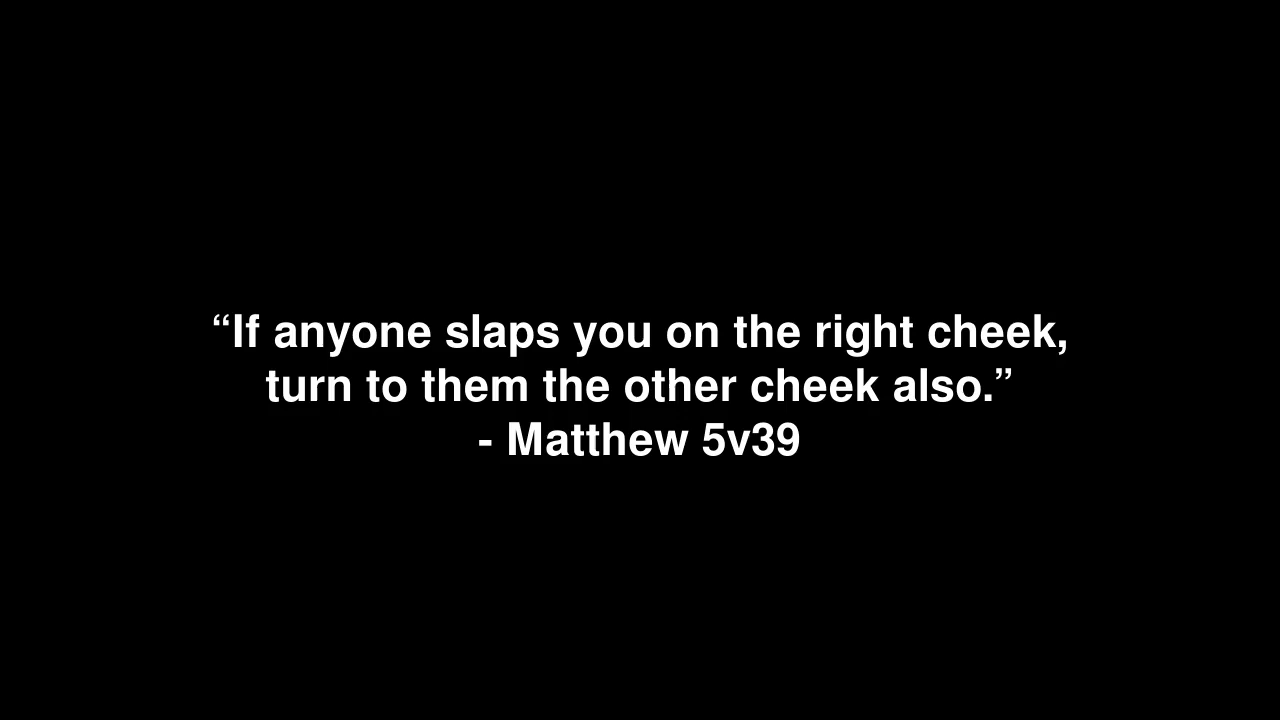 “If anyone slaps you on the right cheek,
turn to them the other cheek also.”
- Matthew 5v39